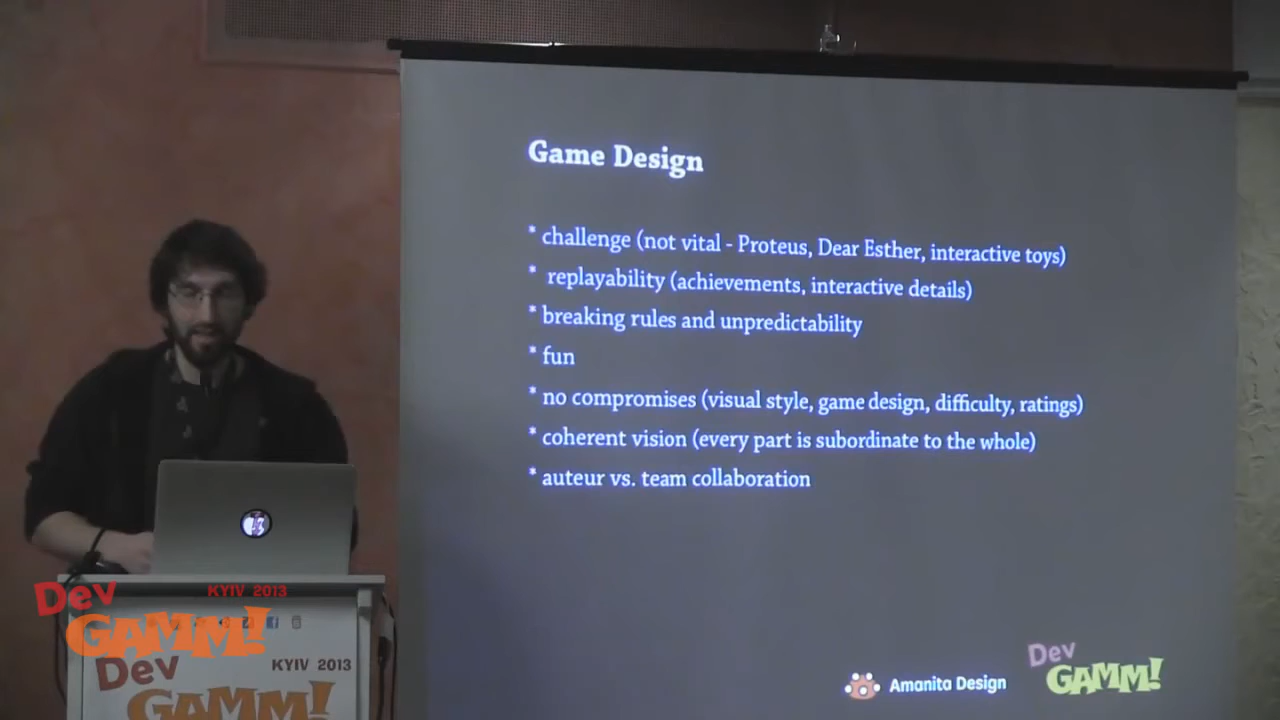 Game Design
* challenge (not vital - Proteus, Dear Esther, interactive toys)
* replayability (achievements, interactive details)
* breaking rules and unpredictability
* fun
* no compromises (visual style, game design, difficulty, ratings)
* coherent vision (every part is subordinate to the whole)
* auteur vs. team collaboration
Amanita Design
Dev
GAMM!
Dev
KYIV 2013
GAMM!
Dev
KYIV 2013
GAMM!